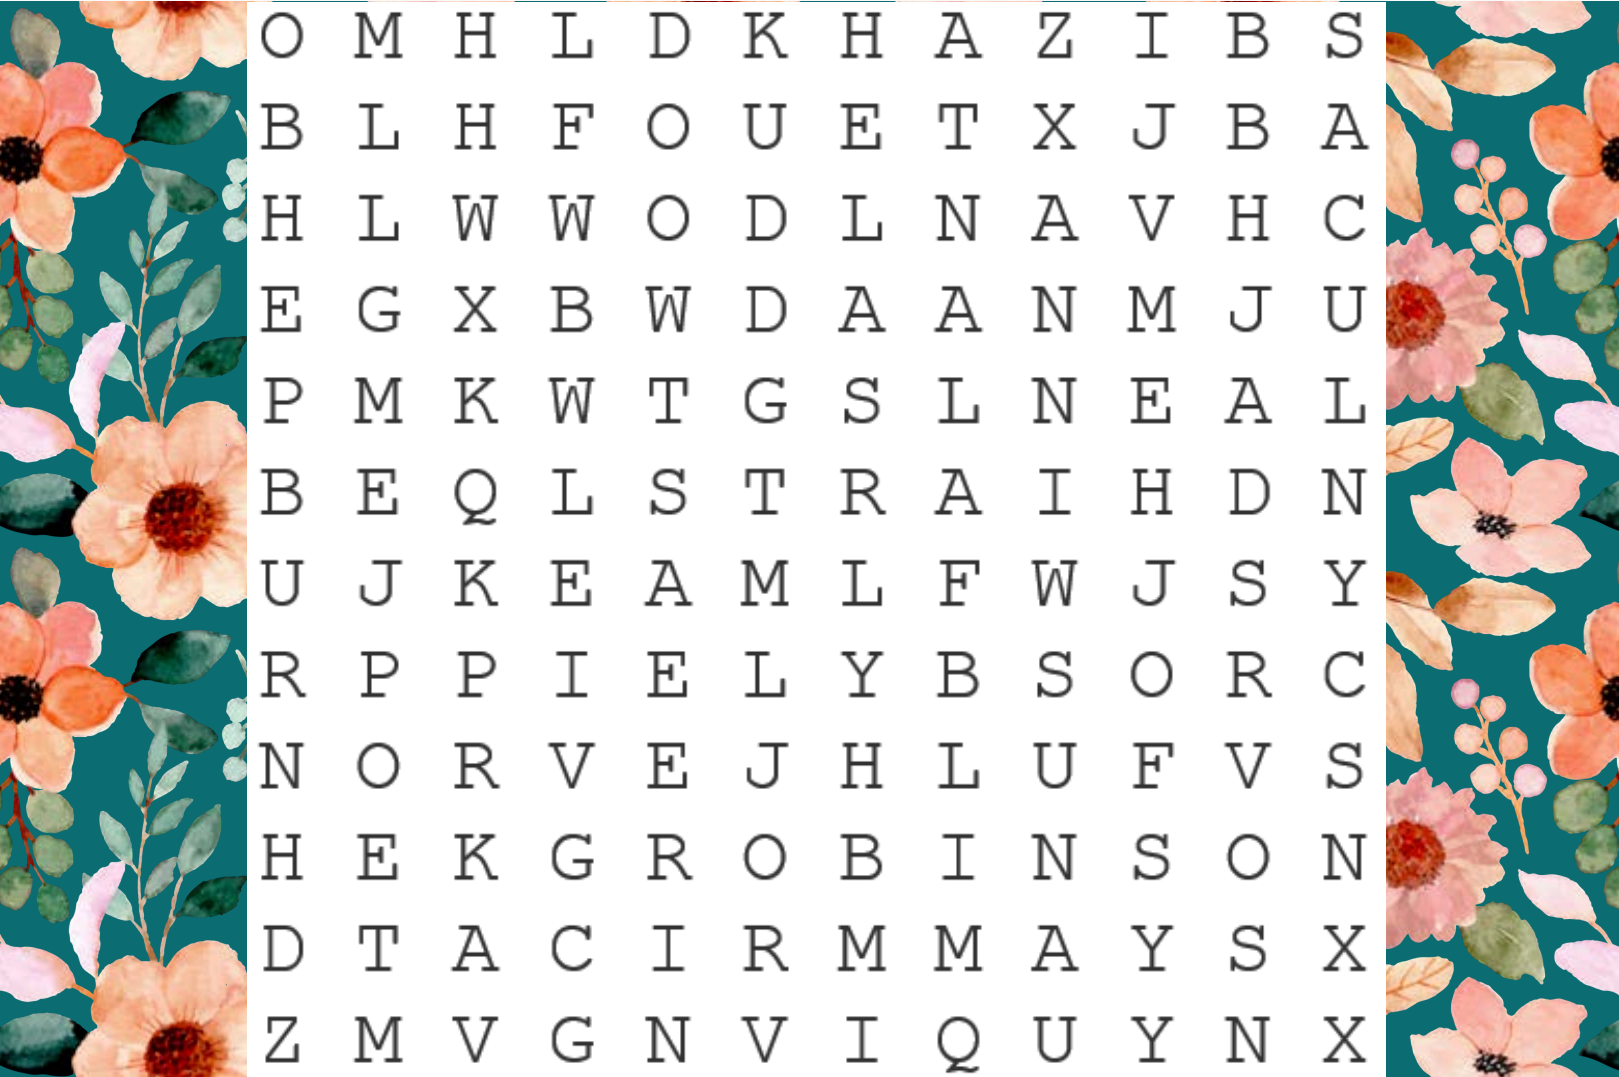 O M H L D K H A Z I B S
B L H F O U E T X J B A
H L W W O D L N A V H C
E G X B W D A A N M J U
P M K W T G S L N E A L
B E Q L S T R A I H D N
U J K E A M L F W J S Y
R P P I E L Y B S O R C
N O R V E J H L U F V S
H E K G R O B I N S O N
D T A C I R M M A Y S X
Z M V G N V I Q U Y N X